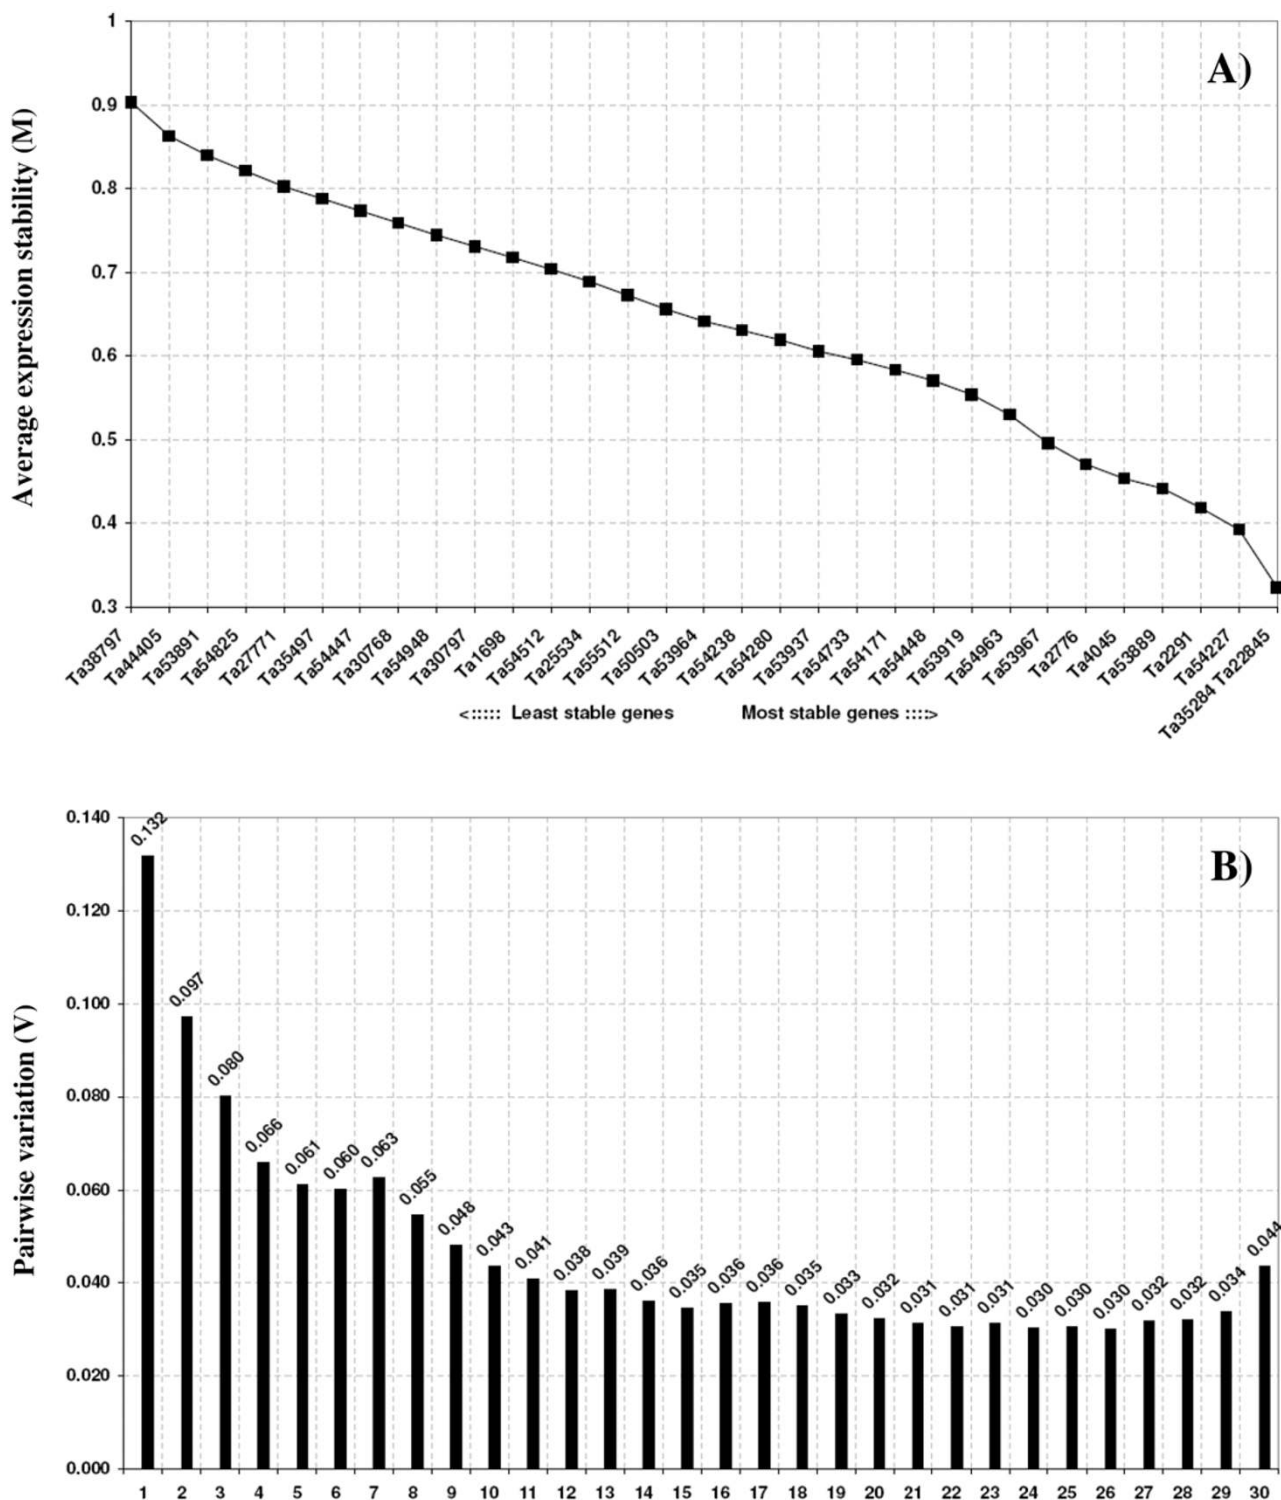 A)
Average expression stability (M)
1
0.9
0.8
0.7
0.6
0.5
0.4
0.3
Ta38797
Ta44405
Ta53891
Ta54825
Ta27771
Ta35497
Ta54447
Ta30768
Ta54948
Ta30797
Ta1698
Ta54512
Ta25534
Ta55512
Ta50503
Ta53964
Ta54238
Ta54280
Ta53937
Ta54733
Ta54171
Ta54448
Ta53919
Ta54963
Ta53967
Ta2776
Ta4045
Ta53889
Ta2291
Ta54227
Ta35284 Ta22845
<::::: Least stable genes Most stable genes ::::>
B)
Pairwise variation (V)
0.140
0.120
0.100
0.080
0.060
0.040
0.020
0.000
0.132
0.097
0.080
0.066
0.061
0.060
0.063
0.055
0.048
0.043
0.041
0.038
0.039
0.036
0.035
0.036
0.036
0.035
0.033
0.032
0.031
0.031
0.031
0.030
0.030
0.030
0.032
0.032
0.034
0.044
1 2 3 4 5 6 7 8 9 10 11 12 13 14 15 16 17 18 19 20 21 22 23 24 25 26 27 28 29 30